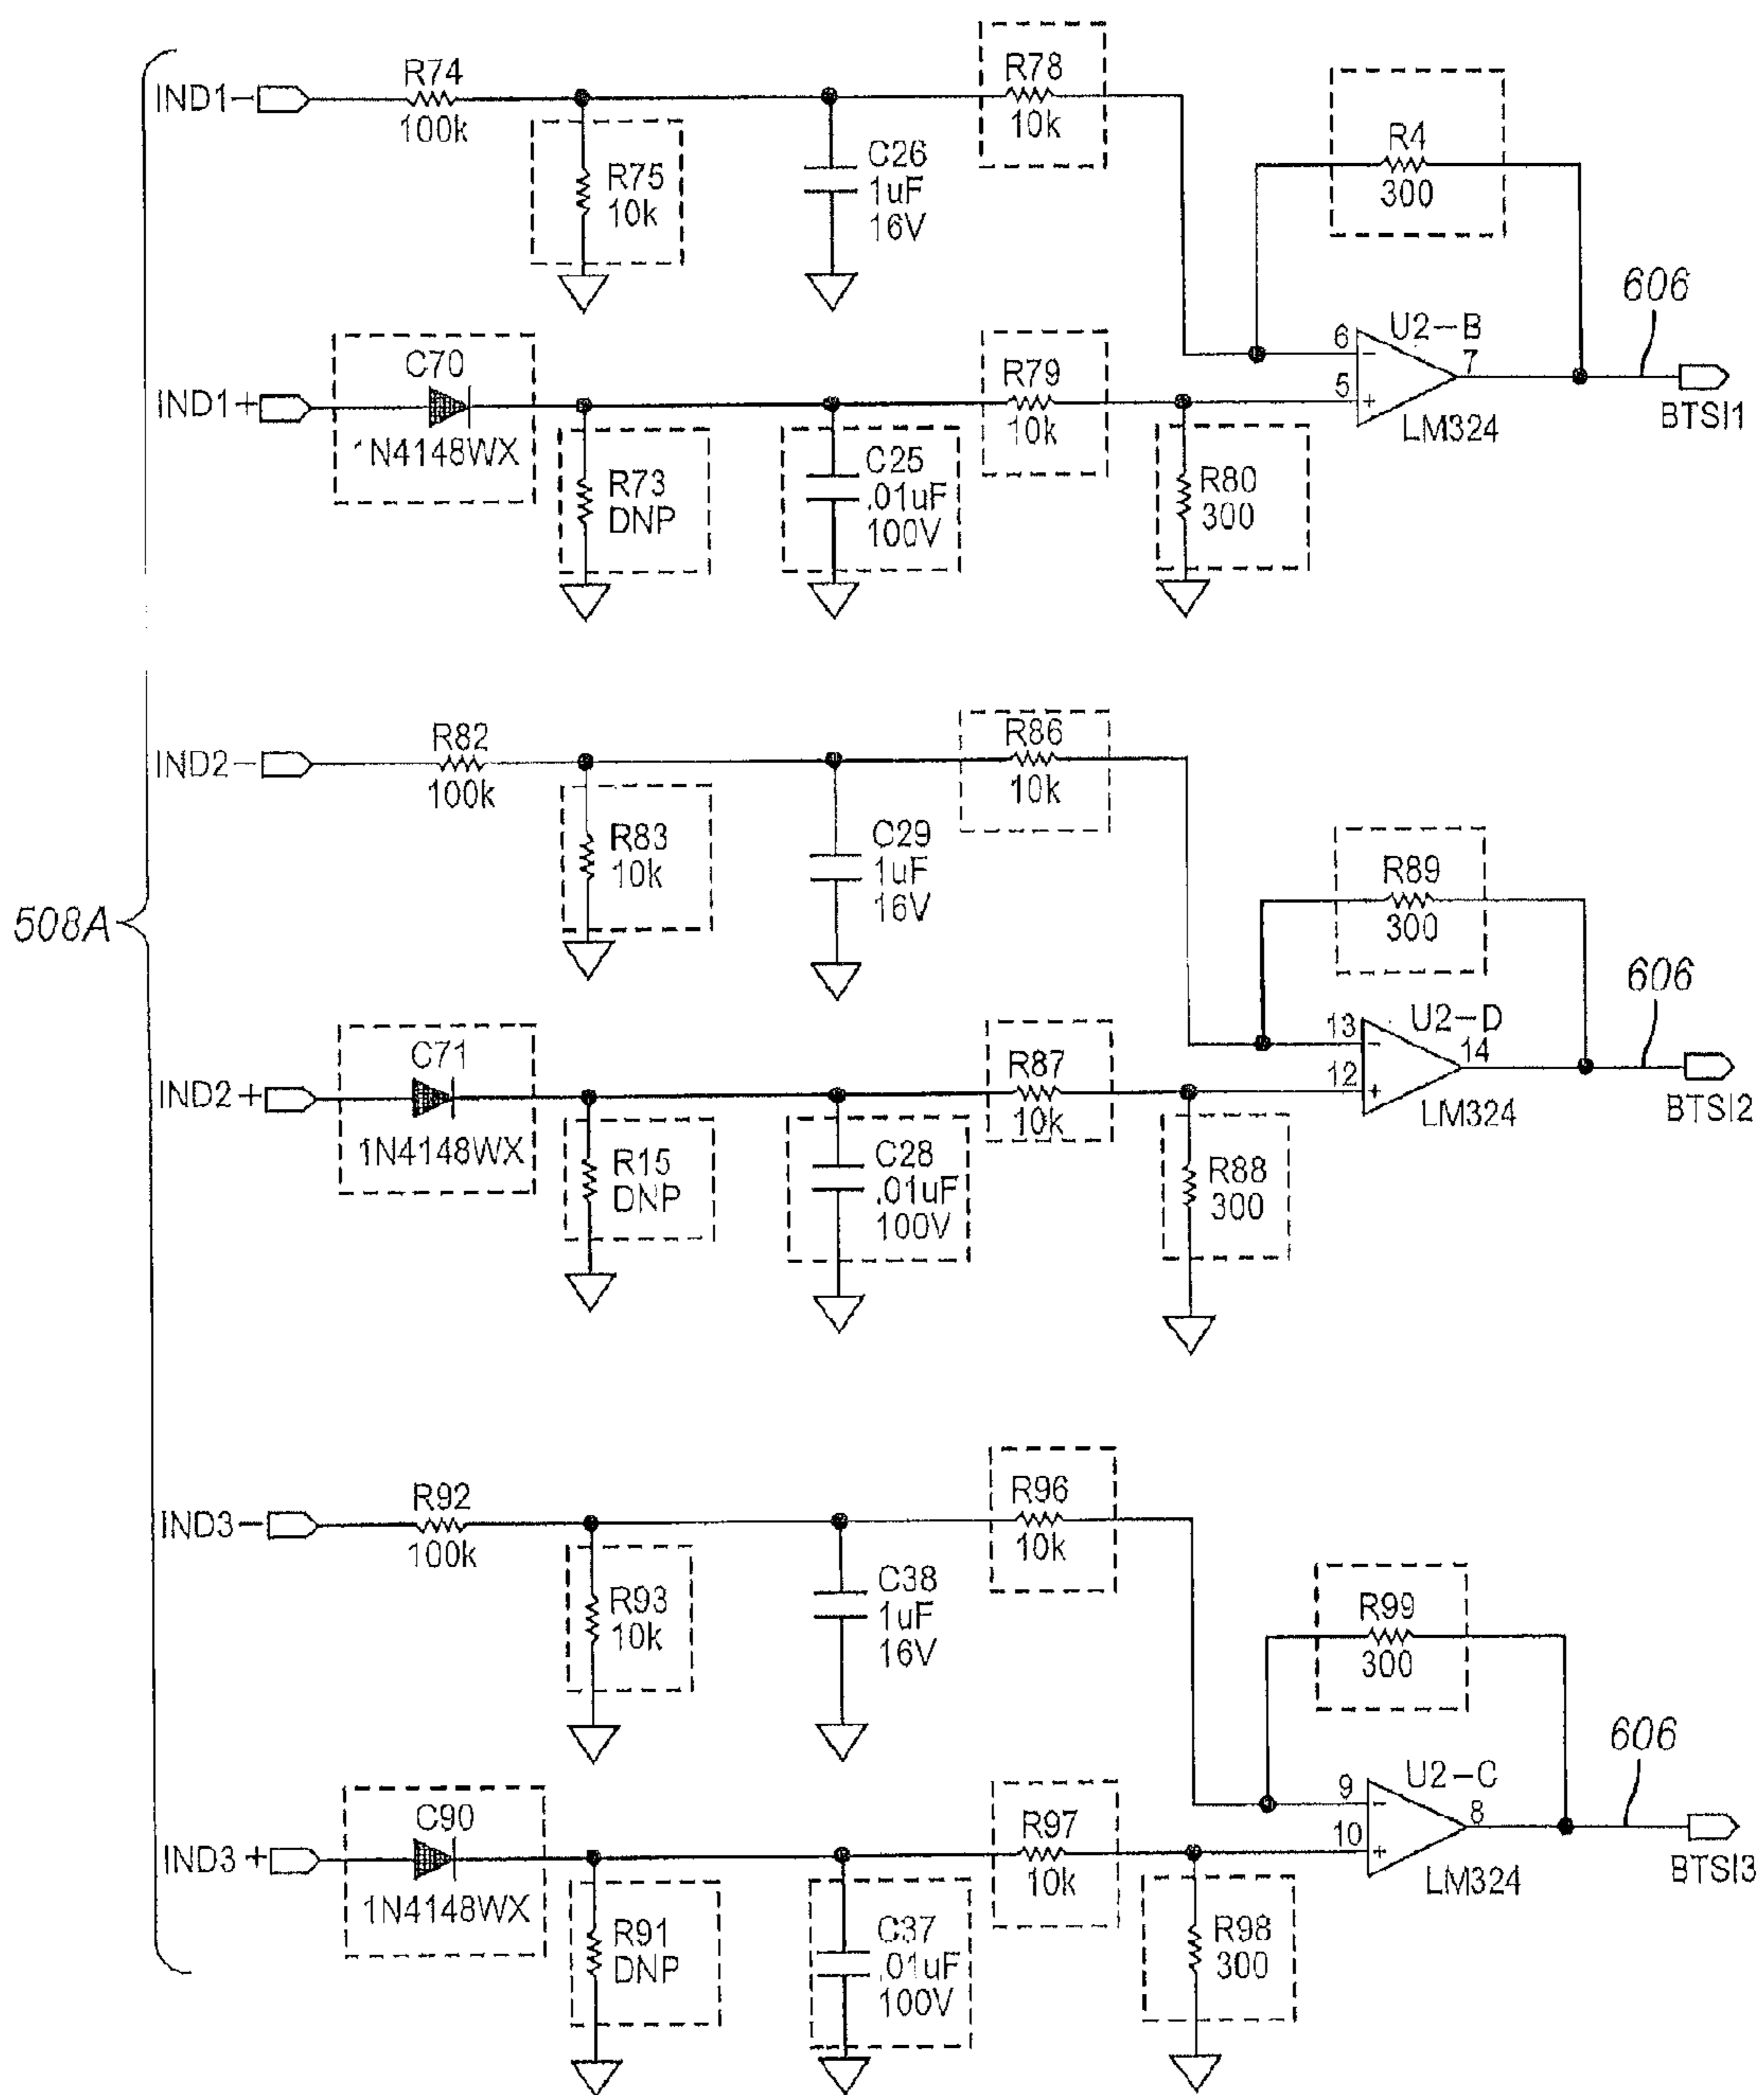 IND1-
R74
100k
R75
10k
C26
1uF
16V
R78
10k
R4
300
IND1+
C70
1N4148WX
R73
DNP
C25
.01uF
100V
R79
10k
R80
300
6
5
U2-B
7
LM324
606
BTSI1
508A
IND2-
R82
100k
R83
10k
C29
1uF
16V
R86
10k
R89
300
IND2+
C71
1N4148WX
R15
DNP
C28
.01uF
100V
R87
10k
R88
300
13
12
U2-D
14
LM324
606
BTSI2
IND3-
R92
100k
R93
10k
C38
1uF
16V
R96
10k
R99
300
IND3+
C90
1N4148WX
R91
DNP
C37
.01uF
100V
R97
10k
R98
300
9
10
U2-C
8
LM324
606
BTSI3